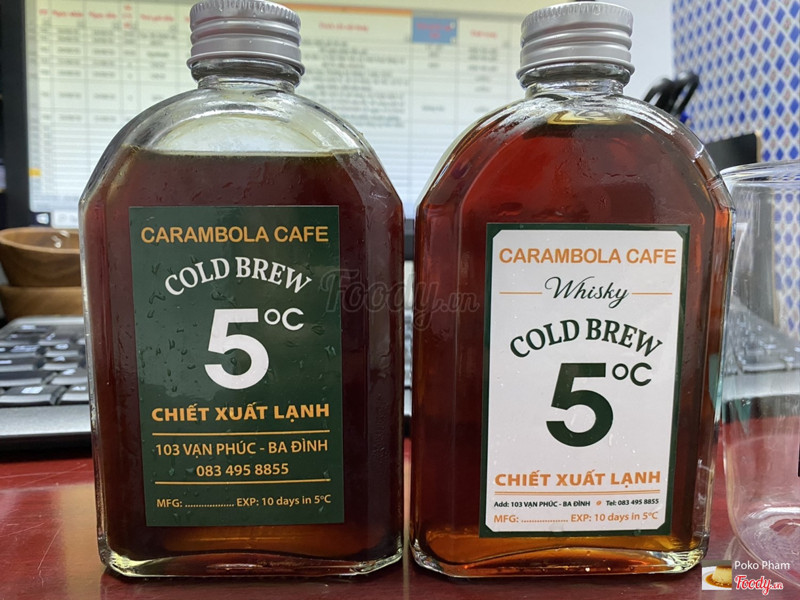 CARAMBOLA CAFE
COLD BREW
5°C
CHIẾT XUẤT LẠNH
103 VẠN PHÚC - BA ĐÌNH
083 495 8855
MFG: .................. EXP: 10 days in 5°C
CARAMBOLA CAFE
Whisky
COLD BREW
5°C
CHIẾT XUẤT LẠNH
Add: 103 VẠN PHÚC - BA ĐÌNH Tel: 083 495 8855
MFG: .................. EXP: 10 days in 5°C
Foody.vn
Poko Pham
Foody.vn